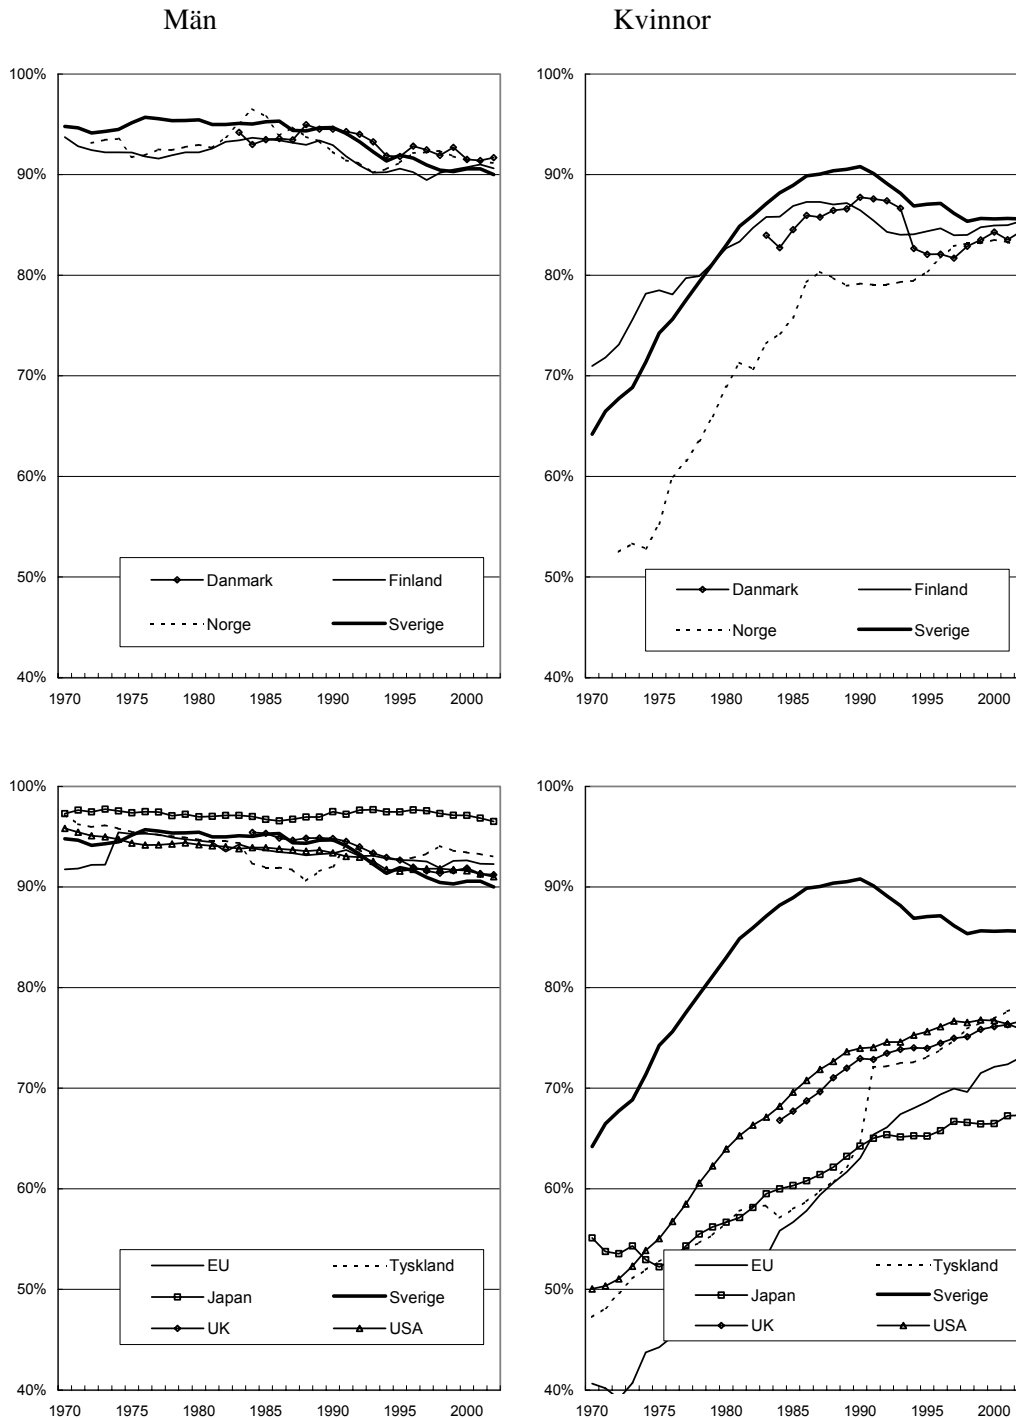 Män Kvinnor
100% 100%
90% 90%
80% 80%
70% 70%
60% 60%
50% 50%
Danmark Finland
Norge Sverige
Danmark Finland
Norge Sverige
40% 40%
1970 1975 1980 1985 1990 1995 2000 1970 1975 1980 1985 1990 1995 2000
100% 100%
90% 90%
80% 80%
70% 70%
60% 60%
EU Tyskland EU Tyskland
50% 50%
Japan Sverige Japan Sverige
UK USA UK USA
40% 40%
1970 1975 1980 1985 1990 1995 2000 1970 1975 1980 1985 1990 1995 2000